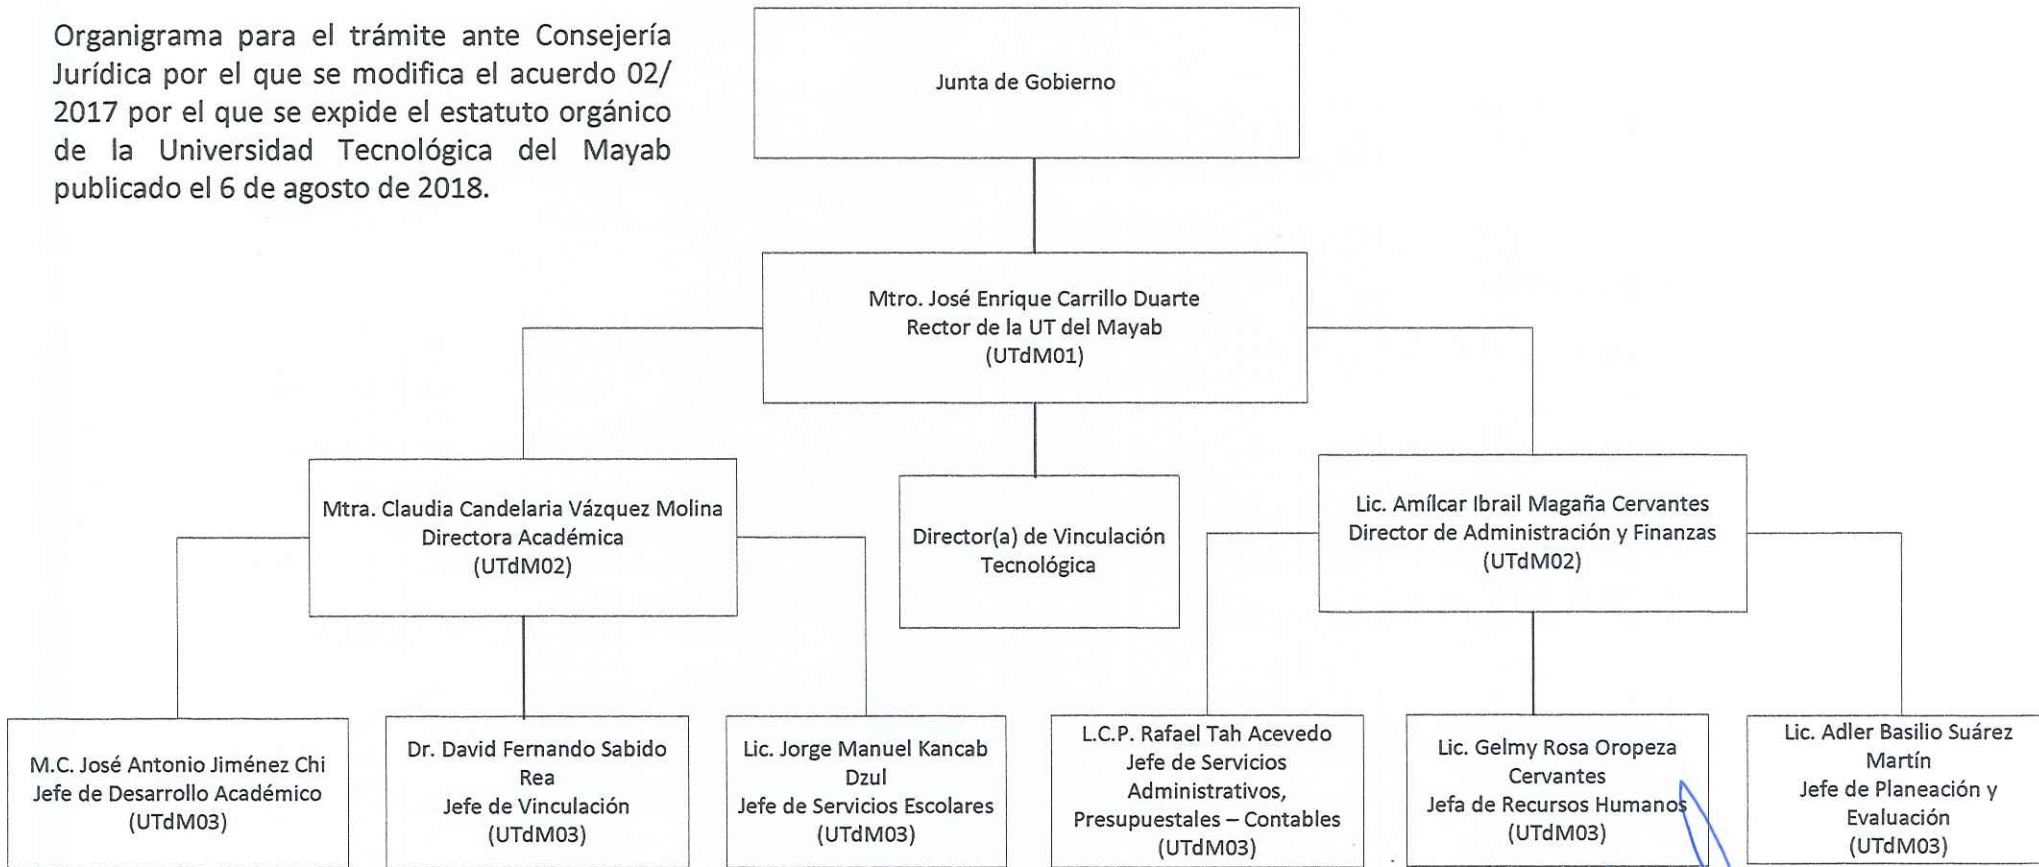 Organigrama para el trámite ante Consejería
Jurídica por el que se modifica el acuerdo 02/
2017 por el que se expide el estatuto orgánico
de la Universidad Tecnológica del Mayab
publicado el 6 de agosto de 2018.
Junta de Gobierno
Mtro. José Enrique Carrillo Duarte
Rector de la UT del Mayab
(UTdM01)
Mtra. Claudia Candelaria Vázquez Molina
Directora Académica
(UTdM02)
Director(a) de Vinculación
Tecnológica
Lic. Amílcar Ibrail Magaña Cervantes
Director de Administración y Finanzas
(UTdM02)
M.C. José Antonio Jiménez Chi
Jefe de Desarrollo Académico
(UTdM03)
Dr. David Fernando Sabido
Rea
Jefe de Vinculación
(UTdM03)
Lic. Jorge Manuel Kancab
Dzul
Jefe de Servicios Escolares
(UTdM03)
L.C.P. Rafael Tah Acevedo
Jefe de Servicios
Administrativos,
Presupuestales – Contables
(UTdM03)
Lic. Gelmy Rosa Oropeza
Cervantes
Jefa de Recursos Humanos
(UTdM03)
Lic. Adler Basilio Suárez
Martín
Jefe de Planeación y
Evaluación
(UTdM03)